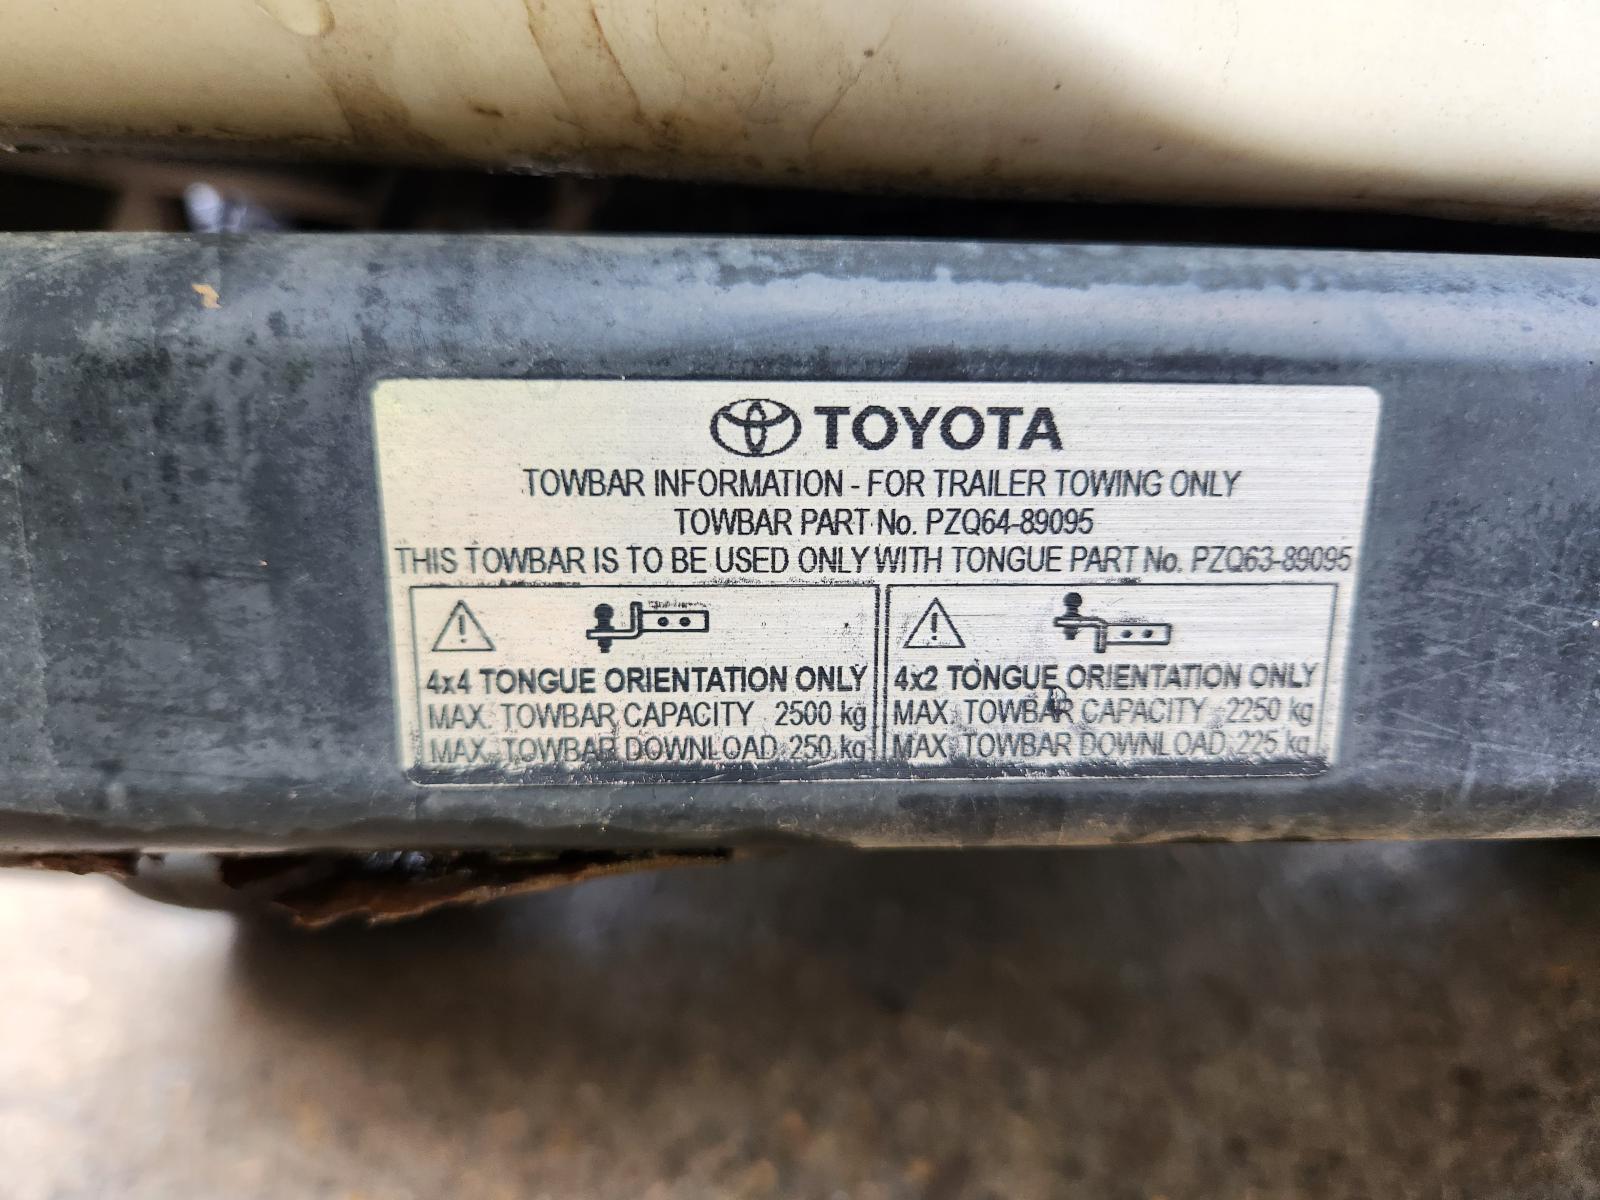 TOYOTA
TOWBAR INFORMATION - FOR TRAILER TOWING ONLY
TOWBAR PART No. PZQ64-89095
THIS TOWBAR IS TO BE USED ONLY WITH TONGUE PART No. PZQ63-89095
4x4 TONGUE ORIENTATION ONLY
MAX. TOWBAR CAPACITY 2500 kg
MAX. TOWBAR DOWNLOAD 250 kg
4x2 TONGUE ORIENTATION ONLY
MAX. TOWBAR CAPACITY 2250 kg
MAX. TOWBAR DOWNLOAD 225 kg